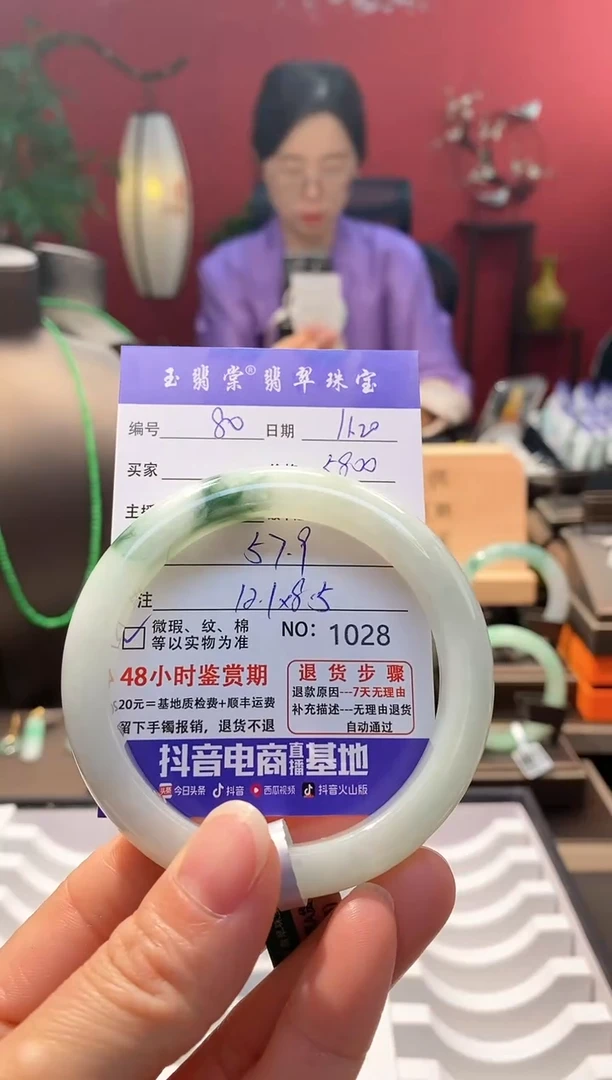 玉翡棠®翡翠珠宝
编号 80 日期 11.20
买家 5800
主播
57.9
注 12.1x8.5
微瑕、纹、棉
等以实物为准
NO: 1028
48小时鉴赏期
20元=基地质检费+顺丰运费
留下手镯报销，退货不退
退货步骤
退款原因---7天无理由
补充描述---无理由退货
自动通过
抖音电商直播基地
头条 今日头条 抖音 西瓜视频 抖音火山版